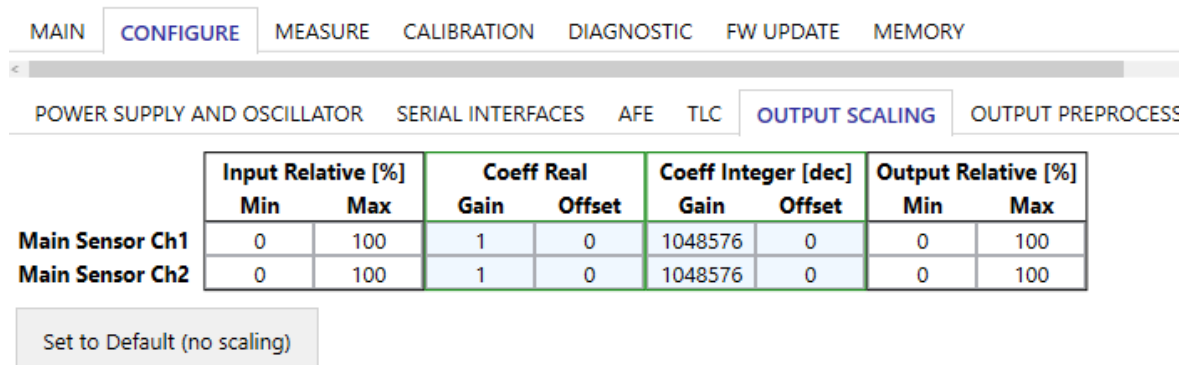 MAIN CONFIGURE MEASURE CALIBRATION DIAGNOSTIC FW UPDATE MEMORY
<
POWER SUPPLY AND OSCILLATOR SERIAL INTERFACES AFE TLC OUTPUT SCALING OUTPUT PREPROCESS
Input Relative [%] Coeff Real Coeff Integer [dec] Output Relative [%]
Min Max Gain Offset Gain Offset Min Max
Main Sensor Ch1 0 100 1 0 1048576 0 0 100
Main Sensor Ch2 0 100 1 0 1048576 0 0 100
Set to Default (no scaling)